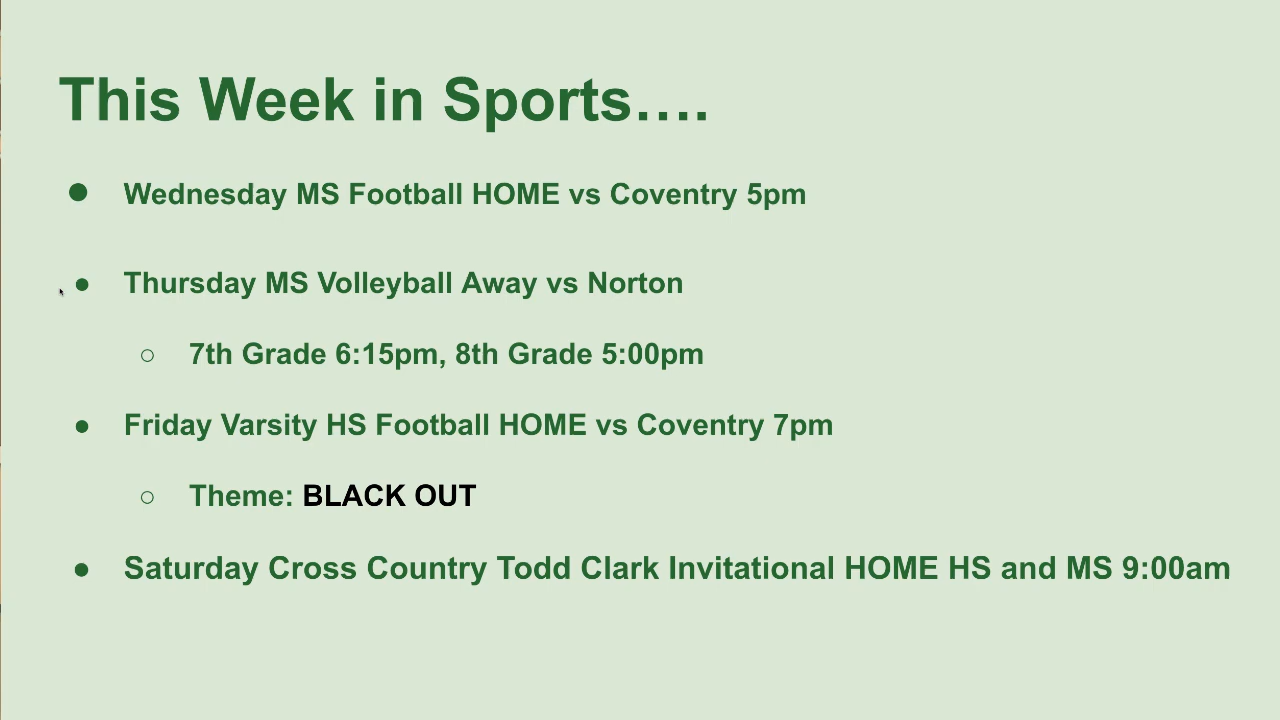 This Week in Sports….
● Wednesday MS Football HOME vs Coventry 5pm
● Thursday MS Volleyball Away vs Norton
○ 7th Grade 6:15pm, 8th Grade 5:00pm
● Friday Varsity HS Football HOME vs Coventry 7pm
○ Theme: BLACK OUT
● Saturday Cross Country Todd Clark Invitational HOME HS and MS 9:00am